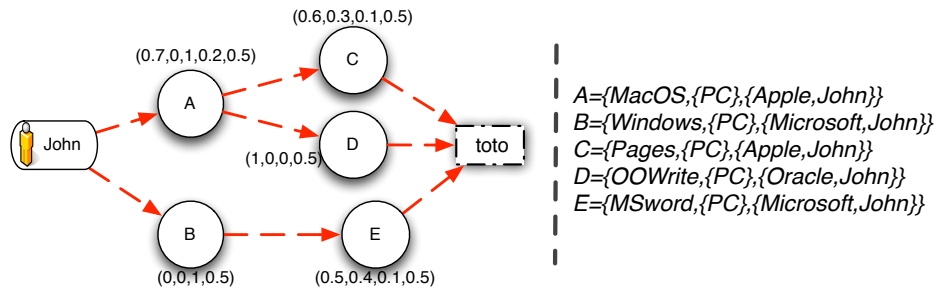 (0.6,0.3,0.1,0.5)
(0.7,0,1,0.2,0.5)
C
A
John
D
toto
(1,0,0,0.5)
B
E
(0,0,1,0.5)
(0.5,0.4,0.1,0.5)
A={MacOS,{PC},{Apple,John}}
B={Windows,{PC},{Microsoft,John}}
C={Pages,{PC},{Apple,John}}
D={OOWrite,{PC},{Oracle,John}}
E={MSword,{PC},{Microsoft,John}}